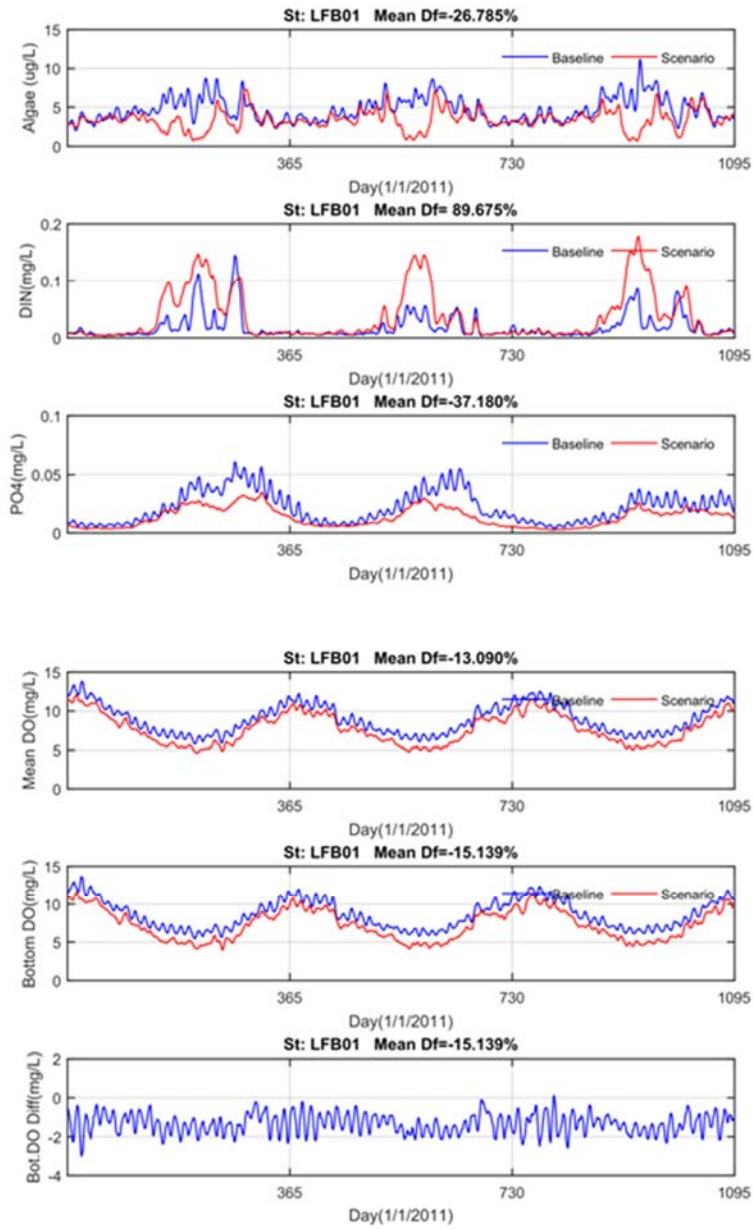 St: LFB01 Mean Df=-26.785%
15
10
5
0
Algae (ug/L)
Baseline Scenario
365 730 1095
Day(1/1/2011)
St: LFB01 Mean Df= 89.675%
0.2
0.1
0
DIN(mg/L)
Baseline Scenario
365 730 1095
Day(1/1/2011)
St: LFB01 Mean Df=-37.180%
0.1
0.05
0
PO4(mg/L)
Baseline Scenario
365 730 1095
Day(1/1/2011)
St: LFB01 Mean Df=-13.090%
15
10
5
0
Mean DO(mg/L)
Baseline Scenario
365 730 1095
Day(1/1/2011)
St: LFB01 Mean Df=-15.139%
15
10
5
0
Bottom DO(mg/L)
Baseline Scenario
365 730 1095
Day(1/1/2011)
St: LFB01 Mean Df=-15.139%
2
0
-2
-4
Bot.DO Diff(mg/L)
365 730 1095
Day(1/1/2011)